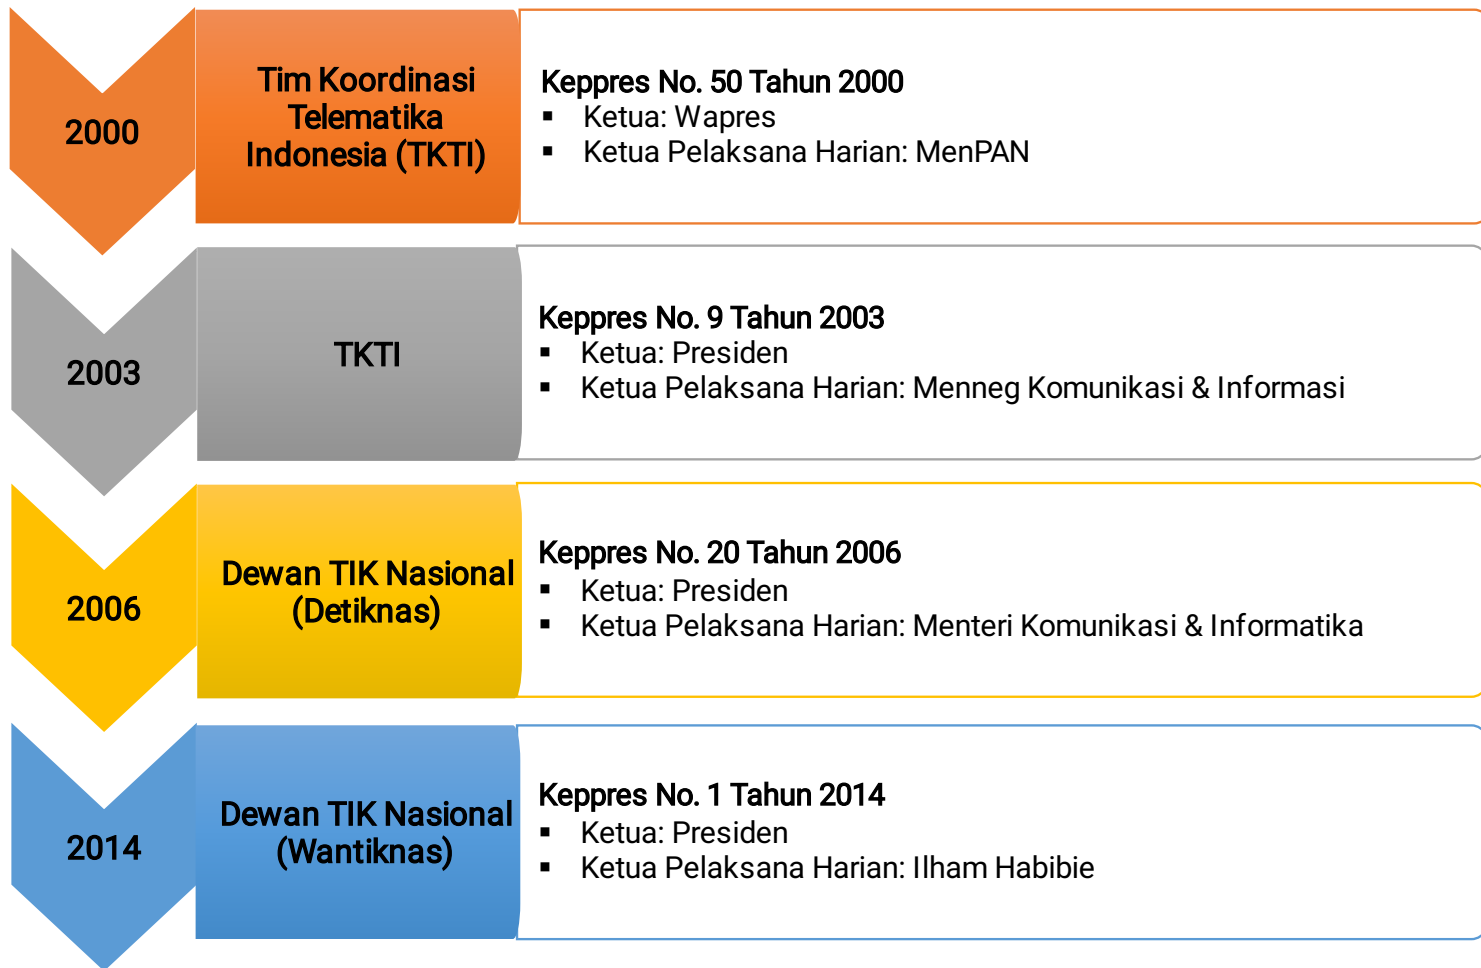 2000
Tim Koordinasi
Telematika
Indonesia (TKTI)
Keppres No. 50 Tahun 2000
▪ Ketua: Wapres
▪ Ketua Pelaksana Harian: MenPAN
2003
TKTI
Keppres No. 9 Tahun 2003
▪ Ketua: Presiden
▪ Ketua Pelaksana Harian: Menneg Komunikasi & Informasi
2006
Dewan TIK Nasional
(Detiknas)
Keppres No. 20 Tahun 2006
▪ Ketua: Presiden
▪ Ketua Pelaksana Harian: Menteri Komunikasi & Informatika
2014
Dewan TIK Nasional
(Wantiknas)
Keppres No. 1 Tahun 2014
▪ Ketua: Presiden
▪ Ketua Pelaksana Harian: Ilham Habibie